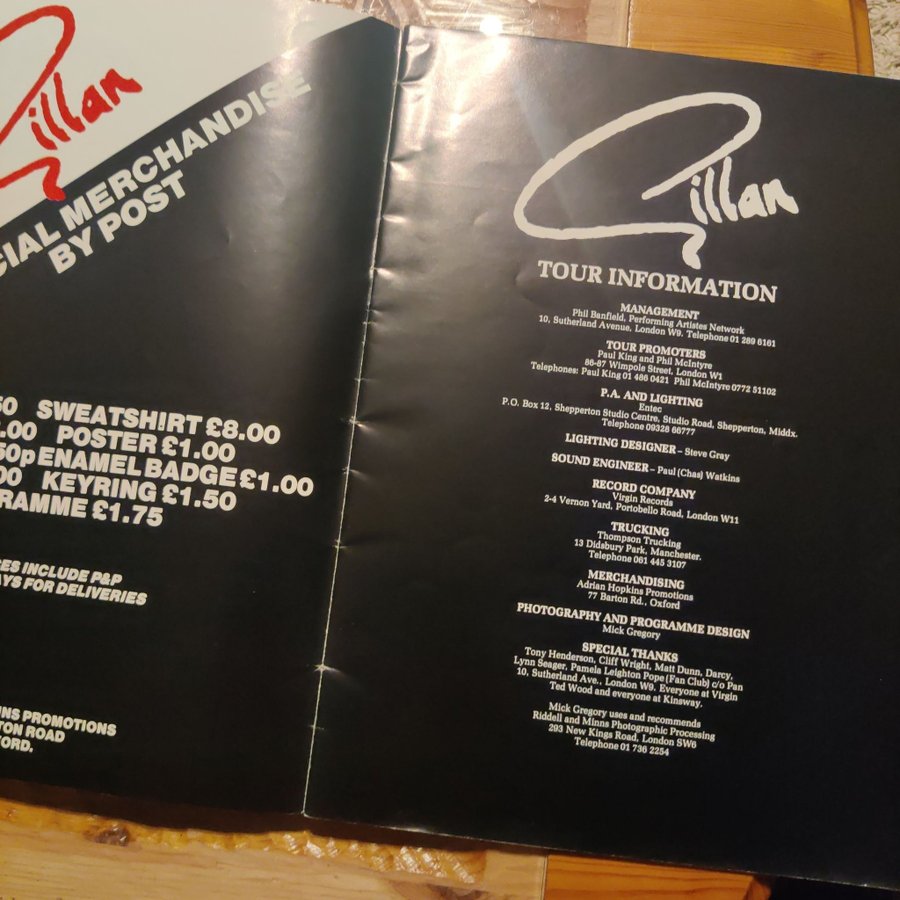 Gillan
CIAL MERCHANDISE
BY POST
50 SWEATSHIRT £8.00
.00 POSTER £1.00
50p ENAMEL BADGE £1.00
00 KEYRING £1.50
RAMME £1.75
ES INCLUDE P&P
AYS FOR DELIVERIES
NS PROMOTIONS
TON ROAD
ORD.
Gillan
TOUR INFORMATION
MANAGEMENT
Phil Banfield, Performing Artistes Network
10, Sutherland Avenue, London W9. Telephone 01 289 6161
TOUR PROMOTERS
Paul King and Phil McIntyre
86-87 Wimpole Street, London W1
Telephones: Paul King 01 486 0421 Phil McIntyre 0772 51102
P.A. AND LIGHTING
Entec
P.O. Box 12, Shepperton Studio Centre, Studio Road, Shepperton, Middx.
Telephone 09328 66777
LIGHTING DESIGNER – Steve Gray
SOUND ENGINEER – Paul (Chas) Watkins
RECORD COMPANY
Virgin Records
2-4 Vernon Yard, Portobello Road, London W11
TRUCKING
Thompson Trucking
13 Didsbury Park, Manchester.
Telephone 061 445 3107
MERCHANDISING
Adrian Hopkins Promotions
77 Barton Rd., Oxford
PHOTOGRAPHY AND PROGRAMME DESIGN
Mick Gregory
SPECIAL THANKS
Tony Henderson, Cliff Wright, Matt Dunn, Darcy,
Lynn Seager, Pamela Leighton Pope (Fan Club) c/o Pan
10, Sutherland Ave., London W9. Everyone at Virgin
Ted Wood and everyone at Kinsway.
Mick Gregory uses and recommends
Riddell and Minns Photographic Processing
293 New Kings Road, London SW6
Telephone 01 736 2254